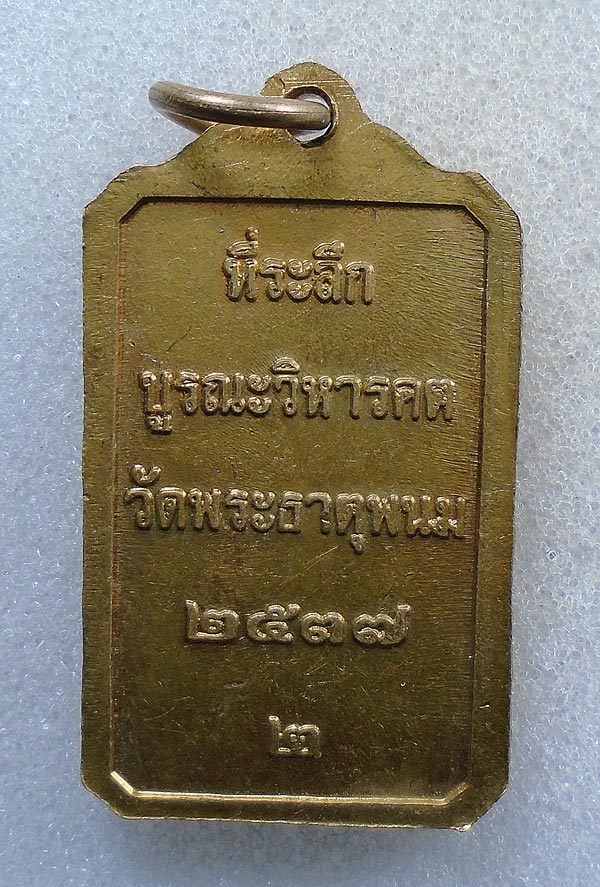 ที่ระลึก
บูรณะวิหารคต
วัดพระธาตุพนม
๒๕๓๗
๒